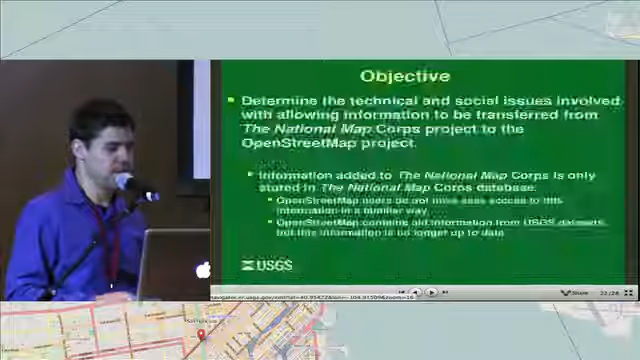 Objective
Determine the technical and social issues involved
with allowing information to be transferred from
The National Map Corps project to the
OpenStreetMap project.
Information added to The National Map Corps is only
stored in The National Map Corps database.
OpenStreetMap users do not have easy access to this
information in a familiar way
OpenStreetMap contains old information from USGS datasets
but this information is no longer up to date
USGS
Share